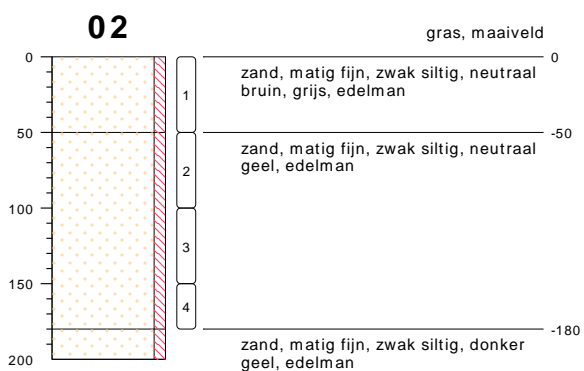 02
gras, maaiveld
0
0
zand, matig fijn, zwak siltig, neutraal
bruin, grijs, edelman
1
50
-50
zand, matig fijn, zwak siltig, neutraal
geel, edelman
2
100
3
150
4
-180
zand, matig fijn, zwak siltig, donker
geel, edelman
200